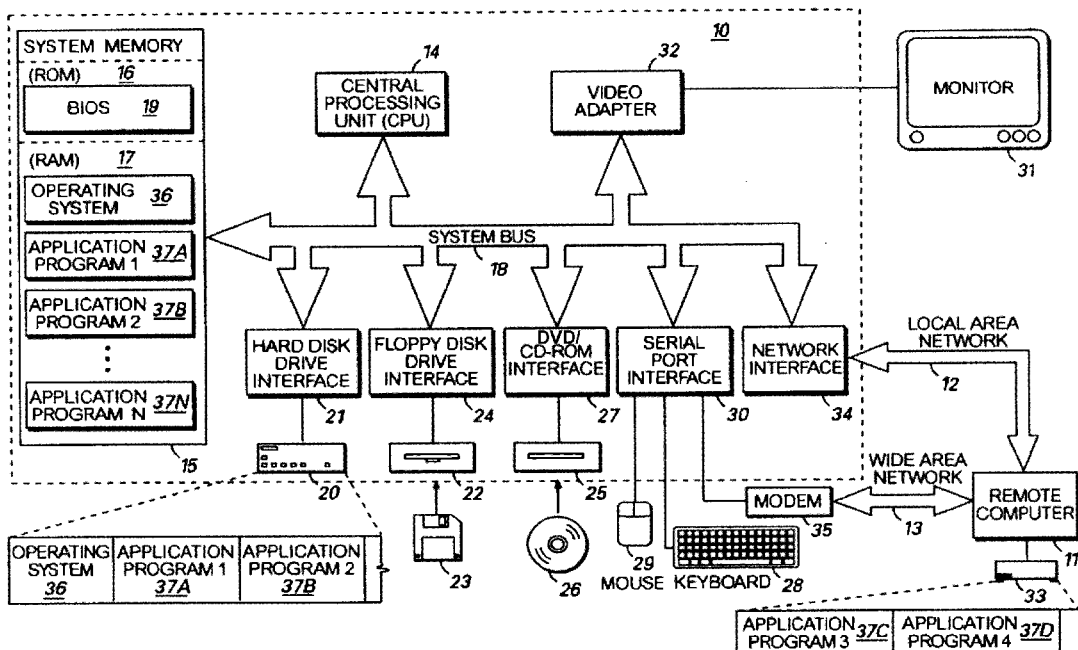 SYSTEM MEMORY
(ROM) 16
BIOS 19
(RAM) 17
OPERATING 36
SYSTEM
APPLICATION 37A
PROGRAM 1
APPLICATION 37B
PROGRAM 2
APPLICATION 37N
PROGRAM N
15
14
CENTRAL
PROCESSING
UNIT (CPU)
32
VIDEO
ADAPTER
10
MONITOR
31
SYSTEM BUS
18
HARD DISK
DRIVE
INTERFACE
21
FLOPPY DISK
DRIVE
INTERFACE
24
DVD/
CD-ROM
INTERFACE
27
SERIAL
PORT
INTERFACE
30
NETWORK
INTERFACE
34
LOCAL AREA
NETWORK
12
20
22
25
WIDE AREA
NETWORK
13
MODEM
35
REMOTE
COMPUTER
11
33
23
26
29
MOUSE
KEYBOARD
28
OPERATING
SYSTEM
36
APPLICATION
PROGRAM 1
37A
APPLICATION
PROGRAM 2
37B
APPLICATION 37C
PROGRAM 3
APPLICATION 37D
PROGRAM 4